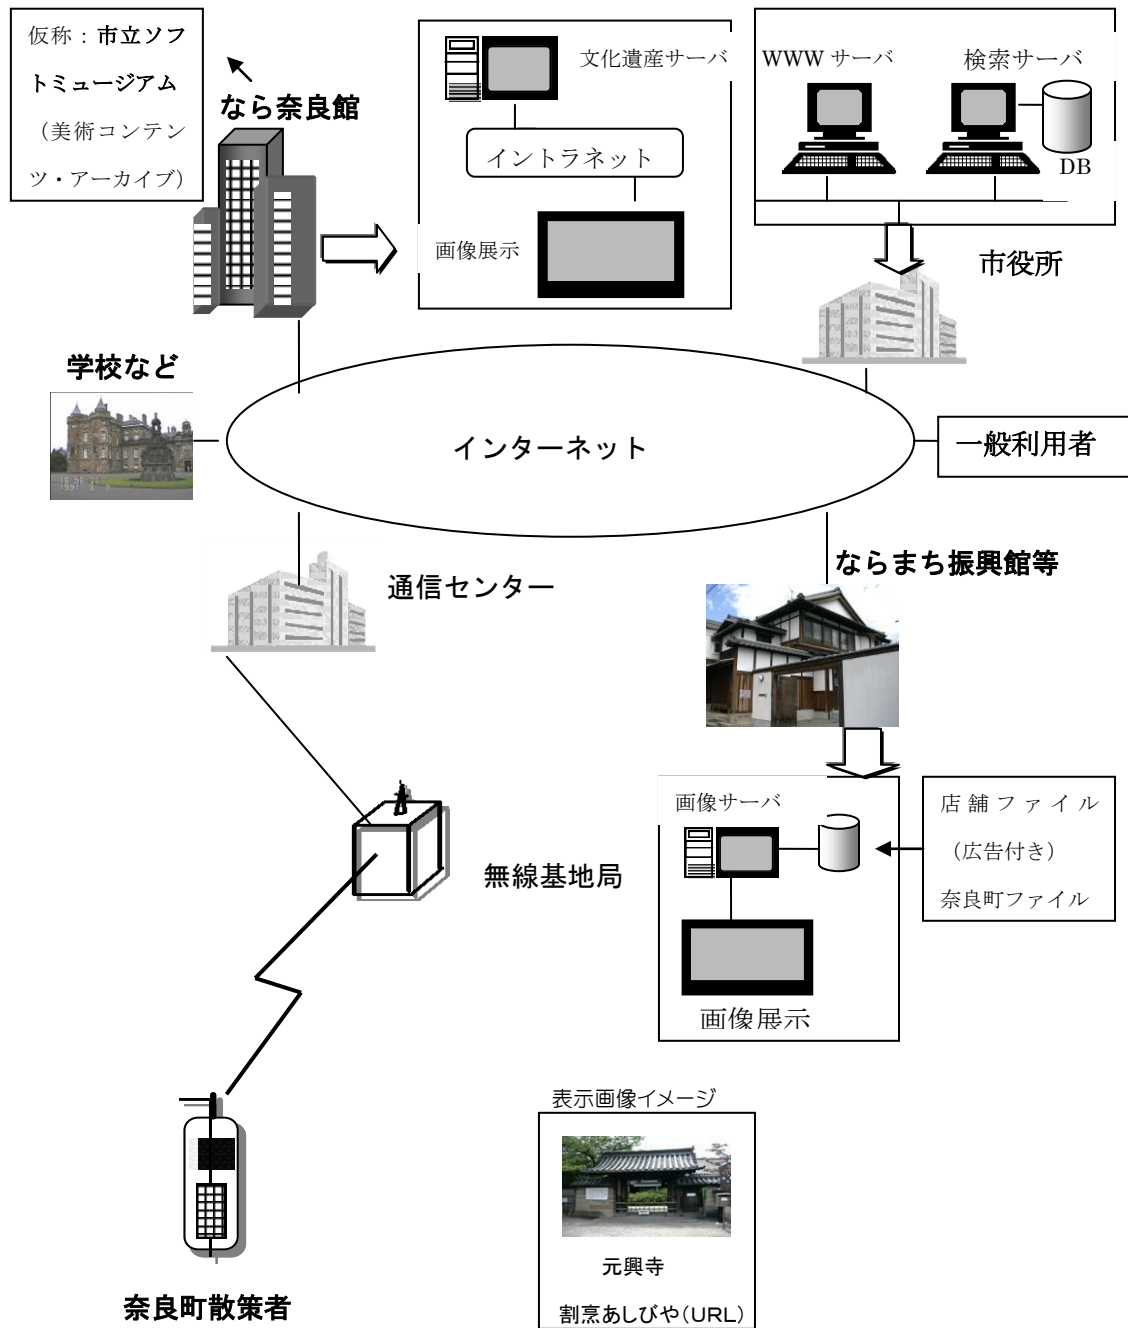 仮称：市立ソフ
トミュージアム
（美術コンテン
ツ・アーカイブ）
なら奈良館
文化遺産サーバ
イントラネット
画像展示
WWW サーバ
検索サーバ
DB
市役所
学校など
インターネット
一般利用者
通信センター
ならまち振興館等
無線基地局
画像サーバ
画像展示
店舗ファイル
（広告付き）
奈良町ファイル
奈良町散策者
表示画像イメージ
元興寺
割烹あしびや（URL）